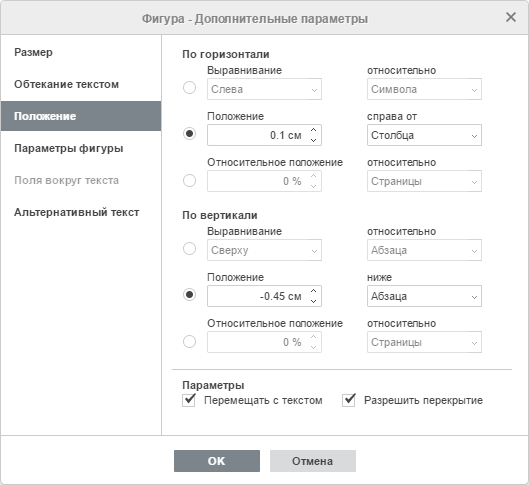 Фигура - Дополнительные параметры
Размер
Обтекание текстом
Положение
Параметры фигуры
Поля вокруг текста
Альтернативный текст
По горизонтали
Выравнивание относительно
Слева Символа
Положение справа от
0.1 см Столбца
Относительное положение относительно
0 % Страницы
По вертикали
Выравнивание относительно
Сверху Абзаца
Положение ниже
-0.45 см Абзаца
Относительное положение относительно
0 % Страницы
Параметры
Перемещать с текстом Разрешить перекрытие
OK Отмена